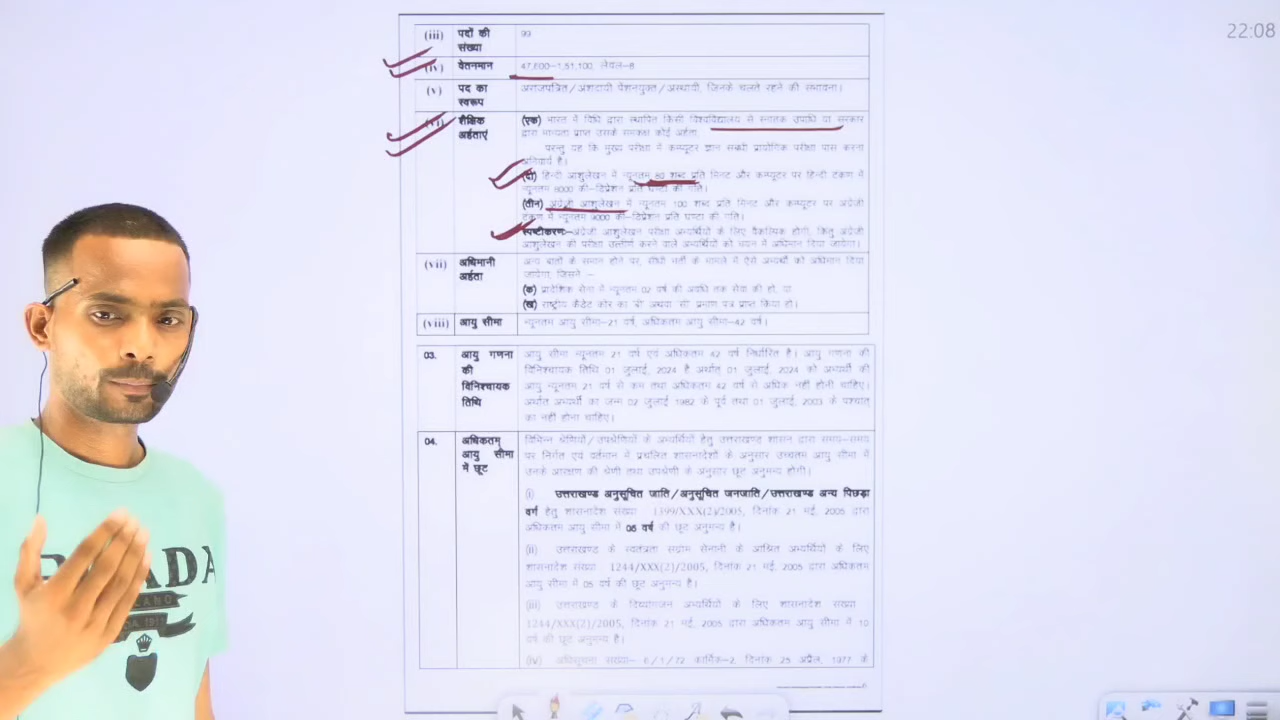 22:08
(iii) पदों की संख्या 99
(iv) वेतनमान 47,600–1,51,100, लेवल–8
(v) पद का स्वरूप अराजपत्रित/अंशदायी पेंशनयुक्त/अस्थायी, जिनके चलते रहने की संभावना।
(vi) शैक्षिक अर्हताएं (एक) भारत में विधि द्वारा स्थापित किसी विश्वविद्यालय से स्नातक उपाधि या सरकार
द्वारा मान्यता प्राप्त उसके समकक्ष कोई अर्हता
परन्तु यह कि मुख्य परीक्षा में कम्प्यूटर ज्ञान सम्बंधी प्रायोगिक परीक्षा पास करना
अनिवार्य है।
(दो) हिन्दी आशुलेखन में न्यूनतम 80 शब्द प्रति मिनट और कम्प्यूटर पर हिन्दी टंकण में
न्यूनतम 8000 की–डिप्रेशन प्रति घण्टा की गति।
(तीन) अंग्रेजी आशुलेखन में न्यूनतम 100 शब्द प्रति मिनट और कम्प्यूटर पर अंग्रेजी
टंकण में न्यूनतम 9000 की–डिप्रेशन प्रति घण्टा की गति।
स्पष्टीकरणः–अंग्रेजी आशुलेखन परीक्षा अभ्यर्थियों के लिए वैकल्पिक होगी, किंतु अंग्रेजी
आशुलेखन की परीक्षा उत्तीर्ण करने वाले अभ्यर्थियों को चयन में अधिमान दिया जायेगा।
(vii) अधिमानी अर्हता अन्य बातों के समान होने पर, सीधी भर्ती के मामले में ऐसे अभ्यर्थी को अधिमान दिया
जायेगा, जिसने –
(क) प्रादेशिक सेना में न्यूनतम 02 वर्ष की अवधि तक सेवा की हो, या
(ख) राष्ट्रीय कैडेट कोर का 'बी' अथवा 'सी' प्रमाण पत्र प्राप्त किया हो।
(viii) आयु सीमा न्यूनतम आयु सीमा–21 वर्ष, अधिकतम आयु सीमा–42 वर्ष।
03. आयु गणना की विनिश्चायक तिथि आयु सीमा न्यूनतम 21 वर्ष एवं अधिकतम 42 वर्ष निर्धारित है। आयु गणना की
विनिश्चायक तिथि 01 जुलाई, 2024 है अर्थात 01 जुलाई, 2024 को अभ्यर्थी की
आयु न्यूनतम 21 वर्ष से कम तथा अधिकतम 42 वर्ष से अधिक नहीं होनी चाहिए।
अर्थात अभ्यर्थी का जन्म 02 जुलाई 1982 के पूर्व तथा 01 जुलाई, 2003 के पश्चात
का नहीं होना चाहिए।
04. अधिकतम आयु सीमा में छूट विभिन्न श्रेणियों/उपश्रेणियों के अभ्यर्थियों हेतु उत्तराखण्ड शासन द्वारा समय–समय
पर निर्गत एवं वर्तमान में प्रचलित शासनादेशों के अनुसार उच्चतम आयु सीमा में
उनके आरक्षण की श्रेणी तथा उपश्रेणी के अनुसार छूट अनुमन्य होगी।
(i) उत्तराखण्ड अनुसूचित जाति/अनुसूचित जनजाति/उत्तराखण्ड अन्य पिछड़ा
वर्ग हेतु शासनादेश संख्या : 1399/XXX(2)/2005, दिनांक 21 मई, 2005 द्वारा
अधिकतम आयु सीमा में 05 वर्ष की छूट अनुमन्य है।
(ii) उत्तराखण्ड के स्वतंत्रता संग्राम सेनानी के आश्रित अभ्यर्थियों के लिए
शासनादेश संख्या : 1244/XXX(2)/2005, दिनांक 21 मई, 2005 द्वारा अधिकतम
आयु सीमा में 05 वर्ष की छूट अनुमन्य है।
(iii) उत्तराखण्ड के दिव्यांगजन अभ्यर्थियों के लिए शासनादेश संख्या :
1244/XXX(2)/2005, दिनांक 21 मई, 2005 द्वारा अधिकतम आयु सीमा में 10
वर्ष की छूट अनुमन्य है।
(iv) अधिसूचना संख्या– 6/1/72 कार्मिक–2, दिनांक 25 अप्रैल, 1977 के
PRADA
MILANO